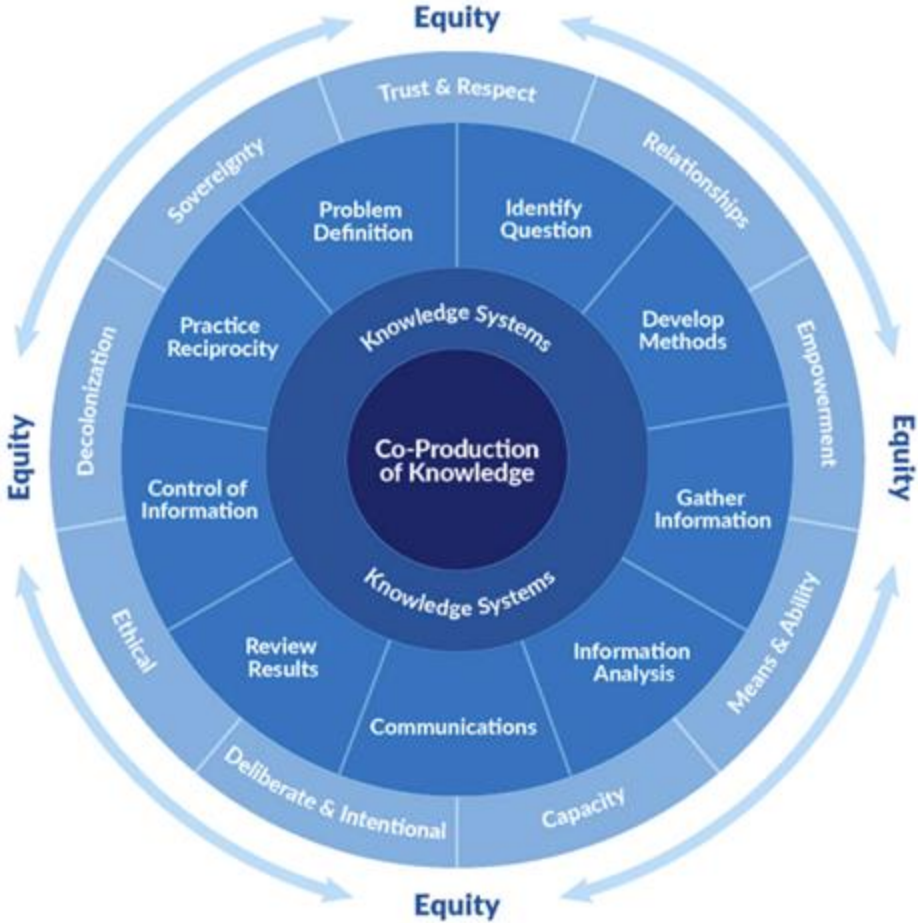 Equity
Trust & Respect
Relationships
Empowerment
Means & Ability
Capacity
Deliberate & Intentional
Ethical
Decolonization
Sovereignty
Equity
Equity
Equity
Problem
Definition
Identify
Question
Develop
Methods
Gather
Information
Information
Analysis
Communications
Review
Results
Control of
Information
Practice
Reciprocity
Knowledge Systems
Co-Production
of Knowledge
Knowledge Systems